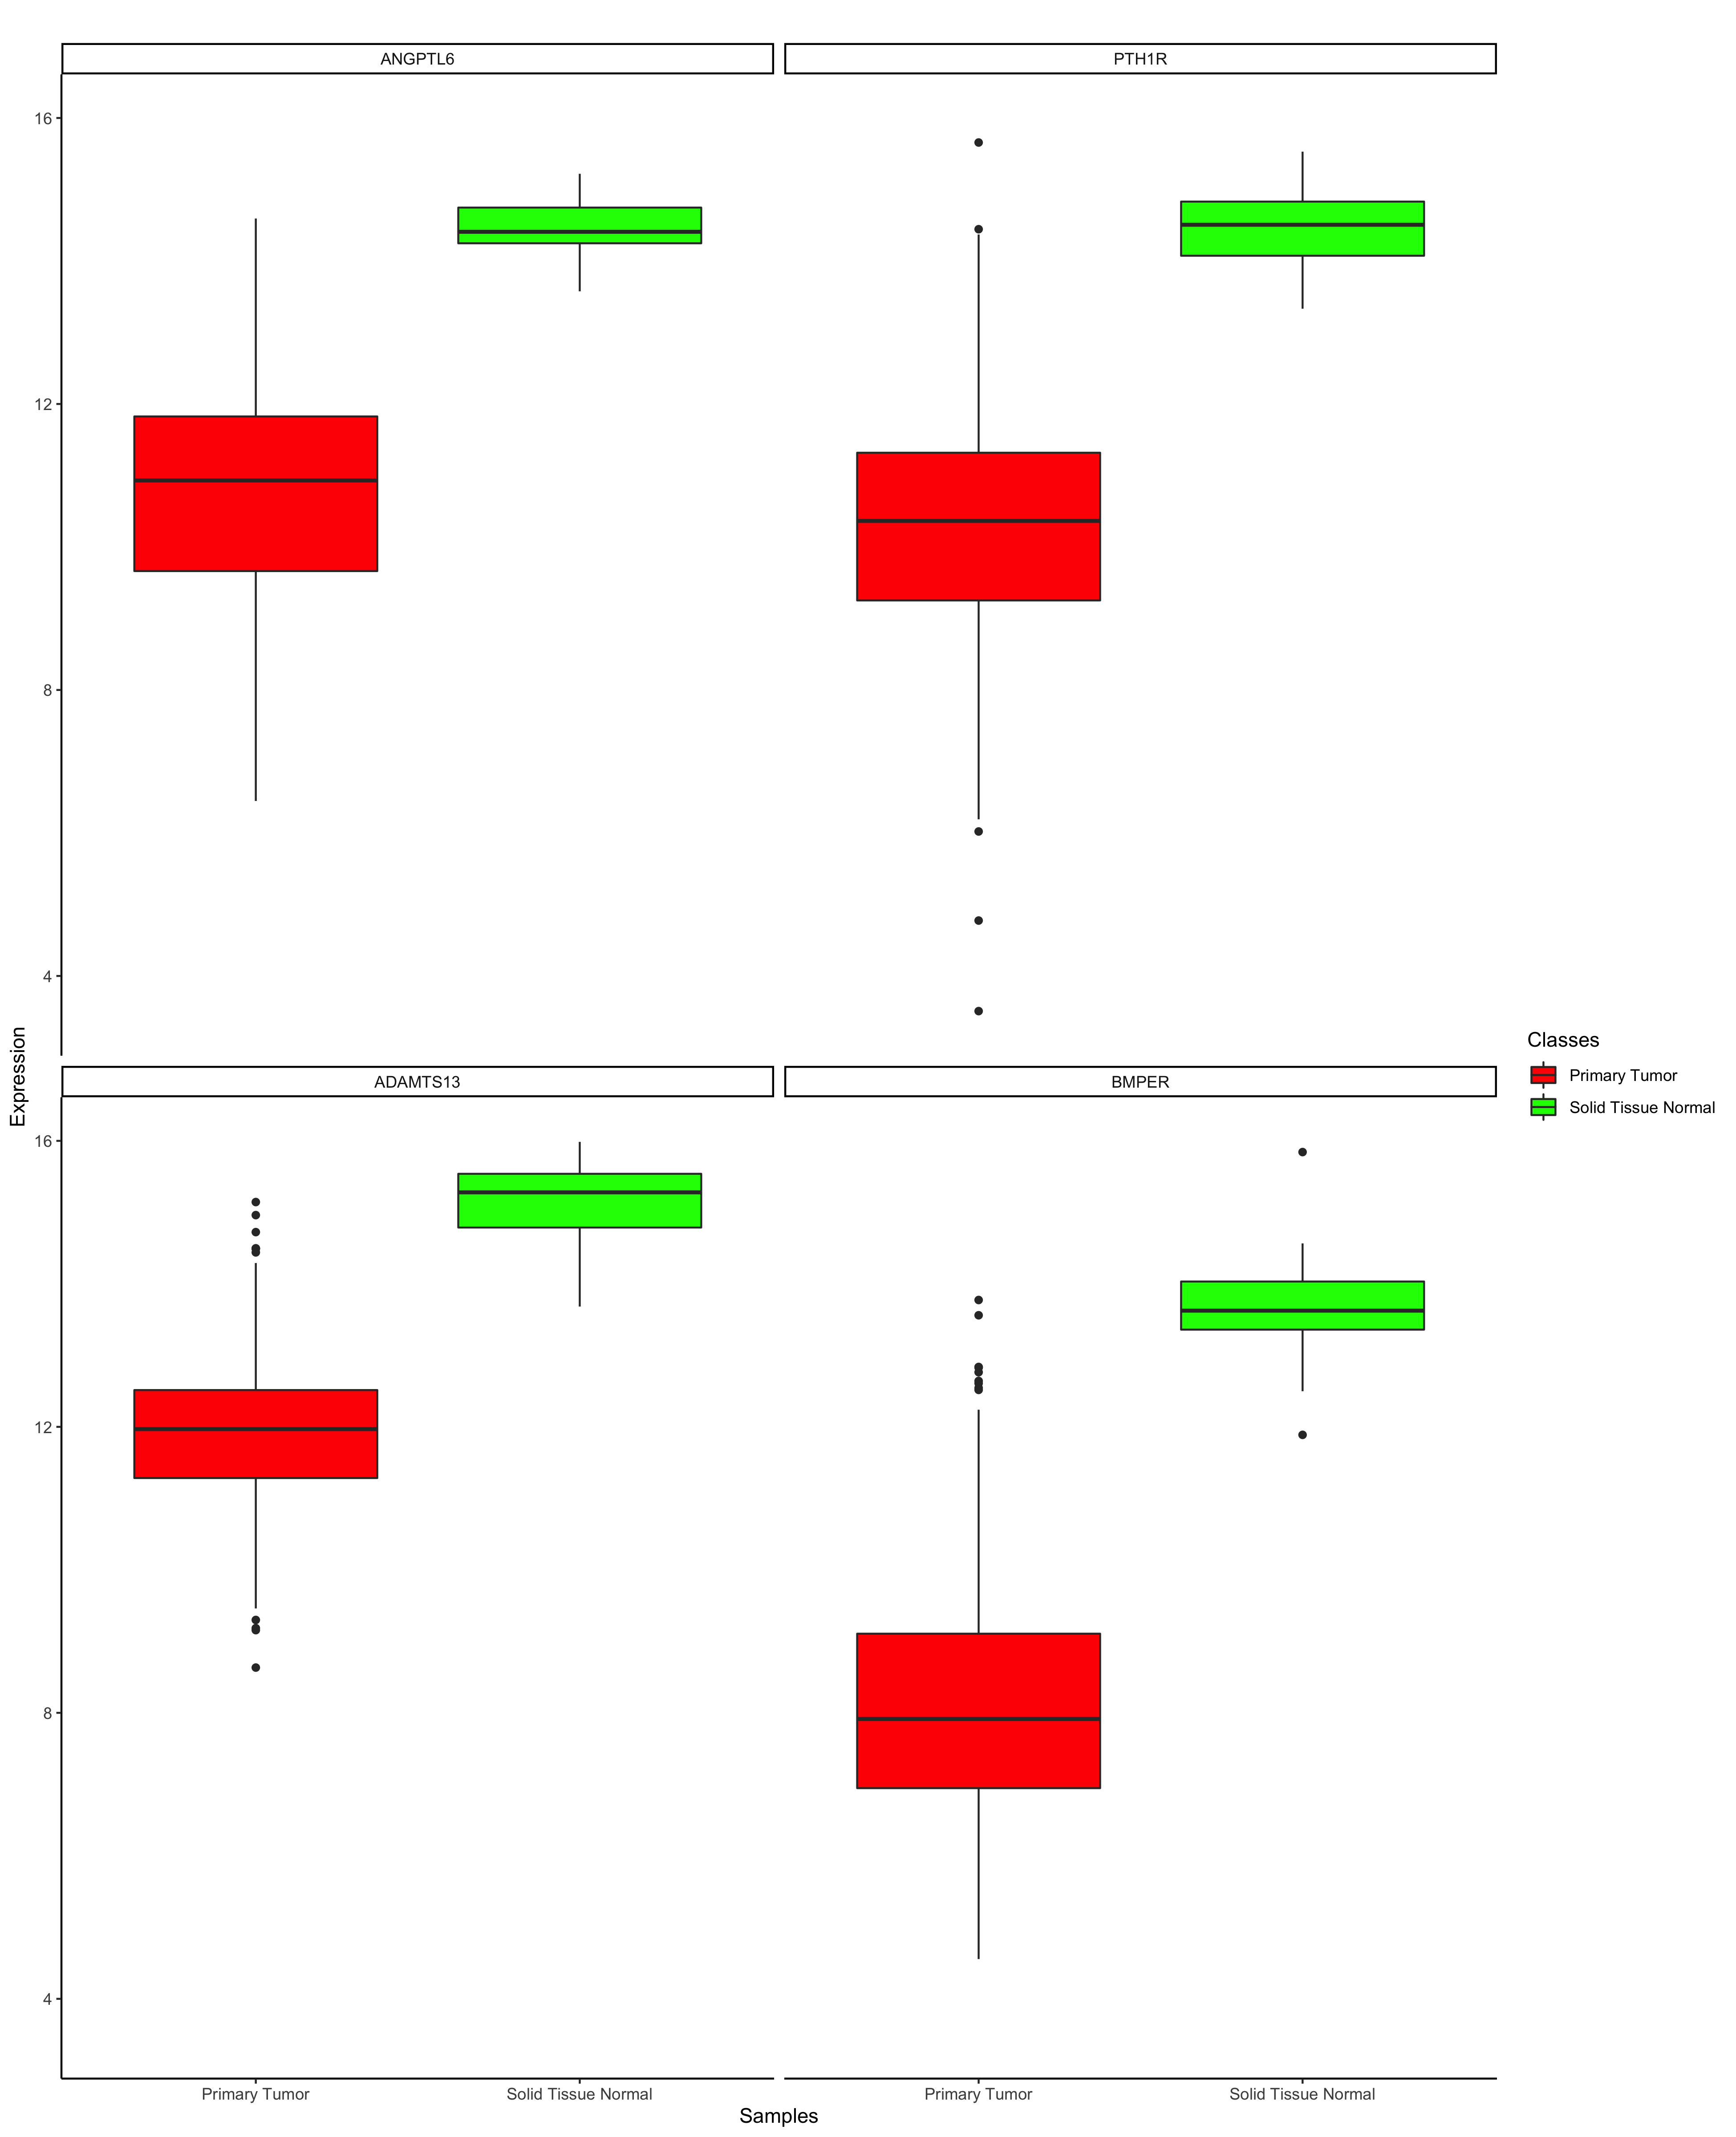 ANGPTL6
PTH1R
16
12
8
4
ADAMTS13
BMPER
16
12
8
4
Expression
Primary Tumor
Solid Tissue Normal
Primary Tumor
Solid Tissue Normal
Samples
Classes
Primary Tumor
Solid Tissue Normal